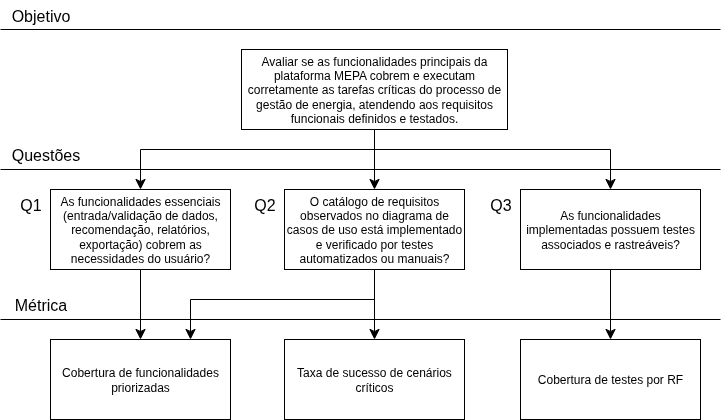 Objetivo
Avaliar se as funcionalidades principais da
plataforma MEPA cobrem e executam
corretamente as tarefas críticas do processo de
gestão de energia, atendendo aos requisitos
funcionais definidos e testados.
Questões
Q1
As funcionalidades essenciais
(entrada/validação de dados,
recomendação, relatórios,
exportação) cobrem as
necessidades do usuário?
Q2
O catálogo de requisitos
observados no diagrama de
casos de uso está implementado
e verificado por testes
automatizados ou manuais?
Q3
As funcionalidades
implementadas possuem testes
associados e rastreáveis?
Métrica
Cobertura de funcionalidades
priorizadas
Taxa de sucesso de cenários
críticos
Cobertura de testes por RF